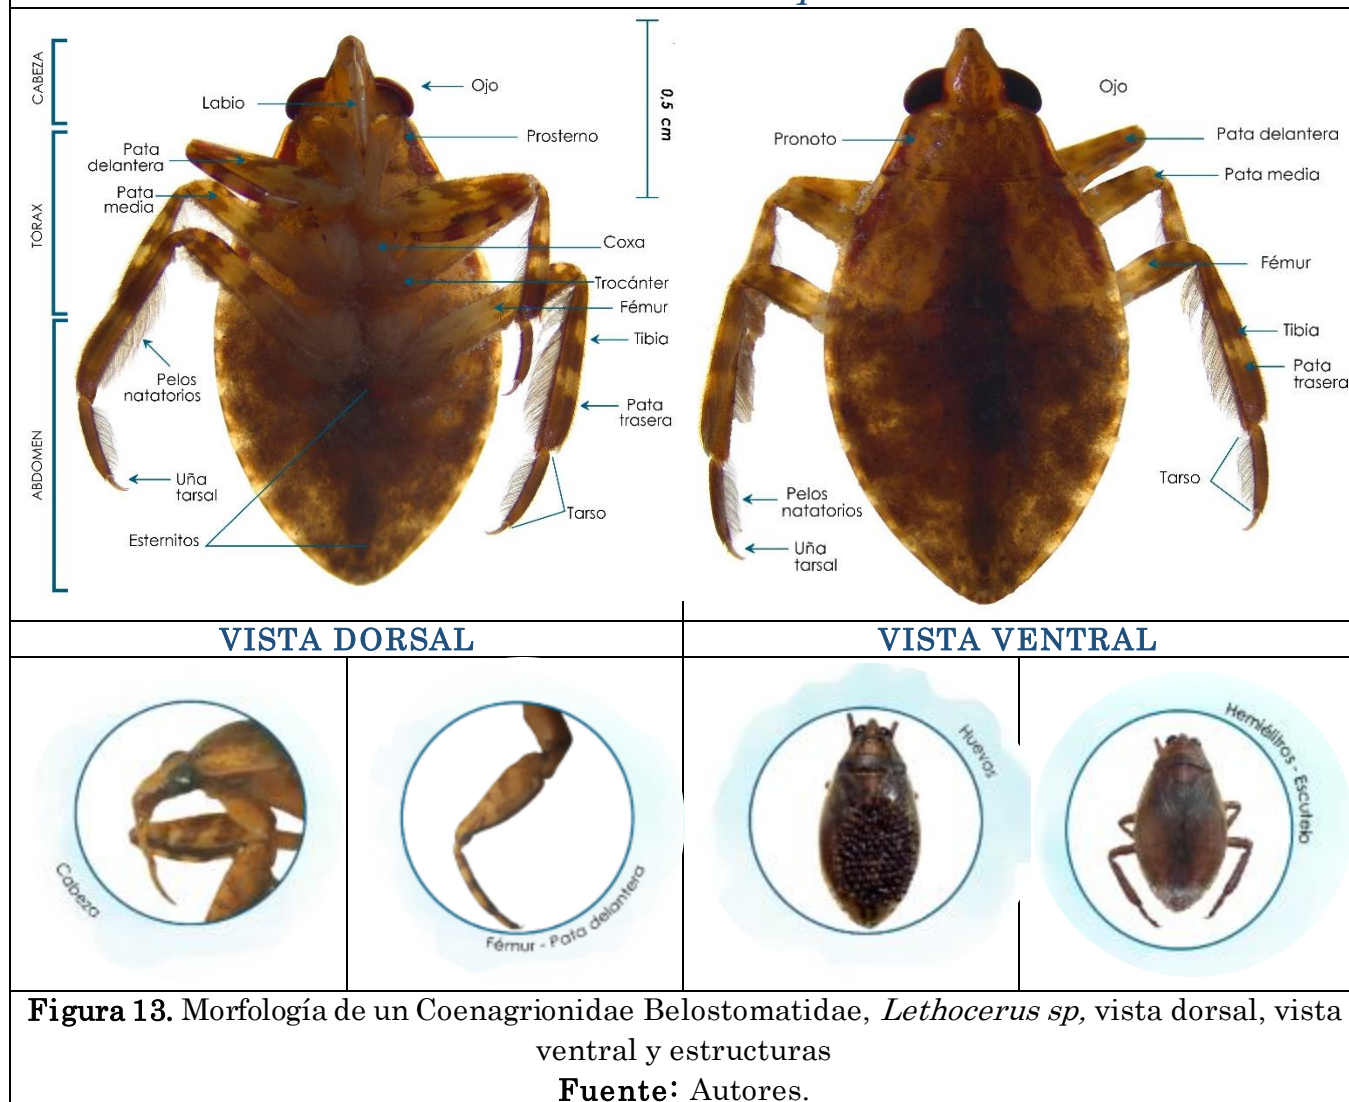 CABEZA
TORAX
ABDOMEN
Labio
Ojo
Prosterno
Pata
delantera
Pata
media
Coxa
Trocánter
Fémur
Tibia
Pelos
natatorios
Pata
trasera
Uña
tarsal
Tarso
Esternitos
0,5 cm
Ojo
Pronoto
Pata delantera
Pata media
Fémur
Tibia
Pata
trasera
Tarso
Pelos
natatorios
Uña
tarsal
VISTA DORSAL
VISTA VENTRAL
Cabeza
Fémur - Pata delantera
Huevos
Hemiélitros - Escutelo
Figura 13. Morfología de un Coenagrionidae Belostomatidae, Lethocerus sp, vista dorsal, vista
ventral y estructuras
Fuente: Autores.